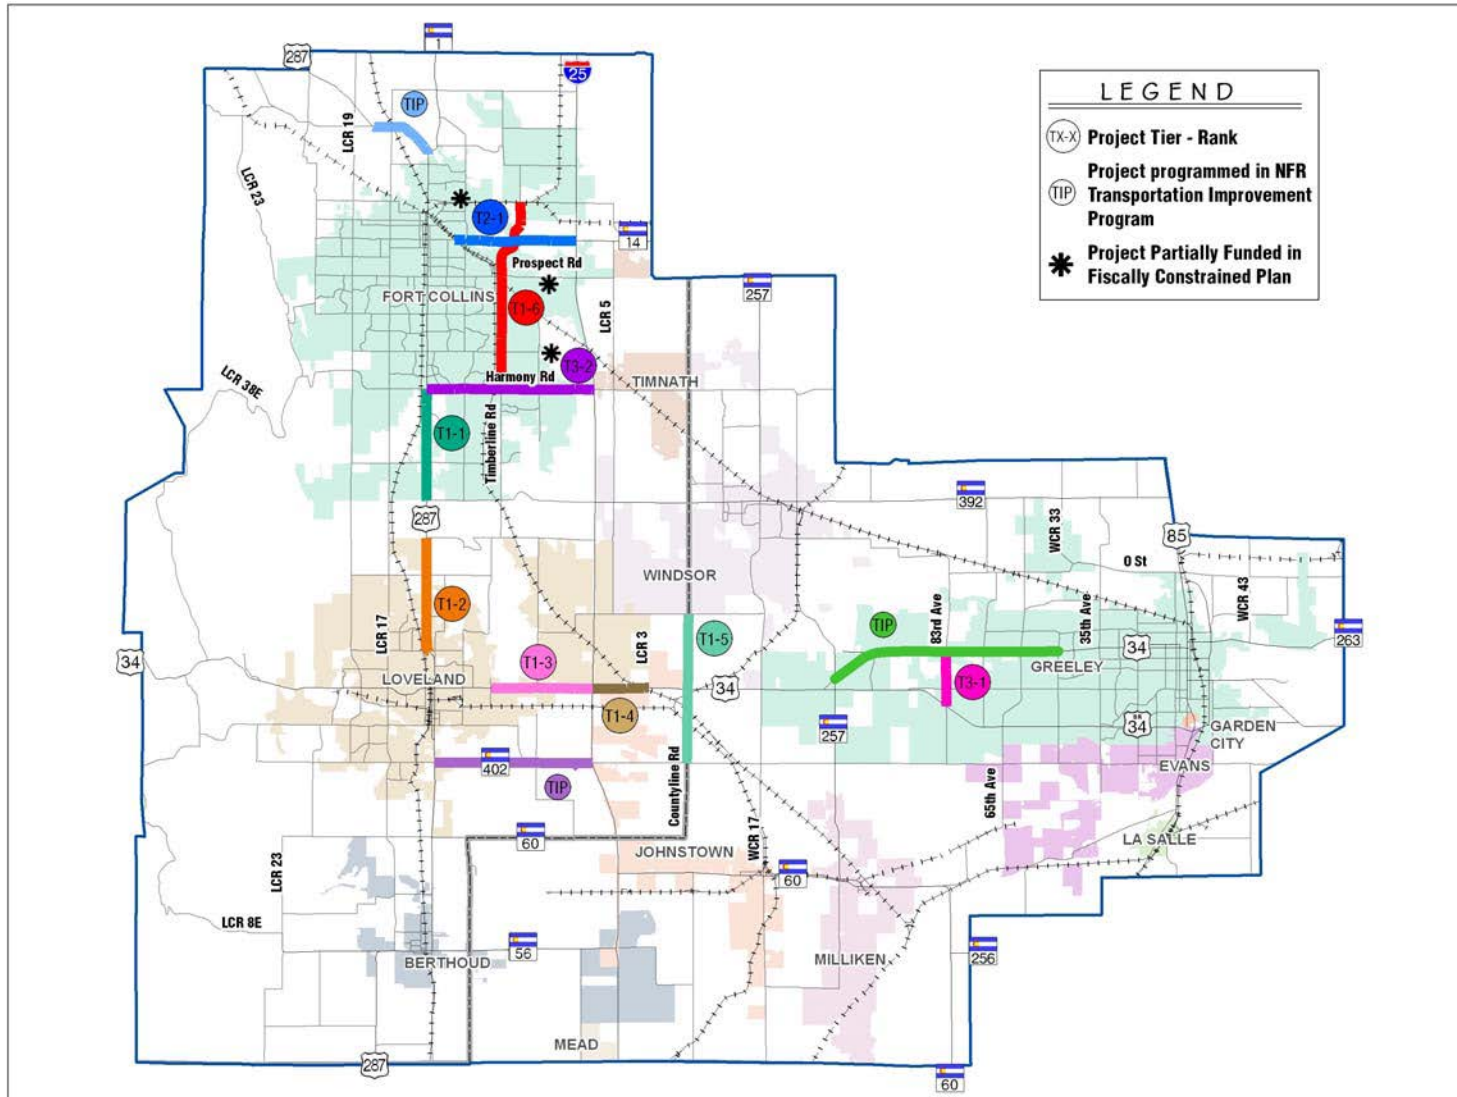 1
287
25
LEGEND
TX-X Project Tier - Rank
TIP Project programmed in NFR
Transportation Improvement
Program
Project Partially Funded in
Fiscally Constrained Plan
TIP
LCR 19
LCR 23
T2-1
14
Prospect Rd
257
FORT COLLINS
T1-6
LCR 5
T3-2
Harmony Rd
TIMNATH
LCR 38E
T1-1
Timberline Rd
287
392
WCR 33
85
O St
WINDSOR
T1-2
LCR 17
WCR 43
TIP
83rd Ave
35th Ave
T1-5
263
34
LCR 3
T1-3
34
GREELEY
LOVELAND
34
T3-1
T1-4
257
BR
34
GARDEN
CITY
402
EVANS
TIP
Countyline Rd
65th Ave
60
WCR 17
LA SALLE
JOHNSTOWN
60
LCR 23
LCR 8E
56
256
BERTHOUD
MILLIKEN
MEAD
287
60